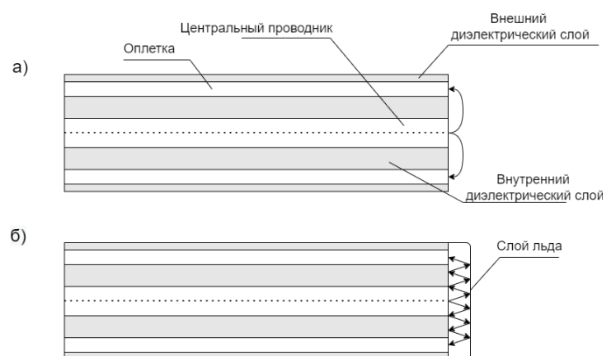 Внешний
диэлектрический слой
Центральный проводник
Оплетка
а)
Внутренний
диэлектрический слой
б)
Слой льда